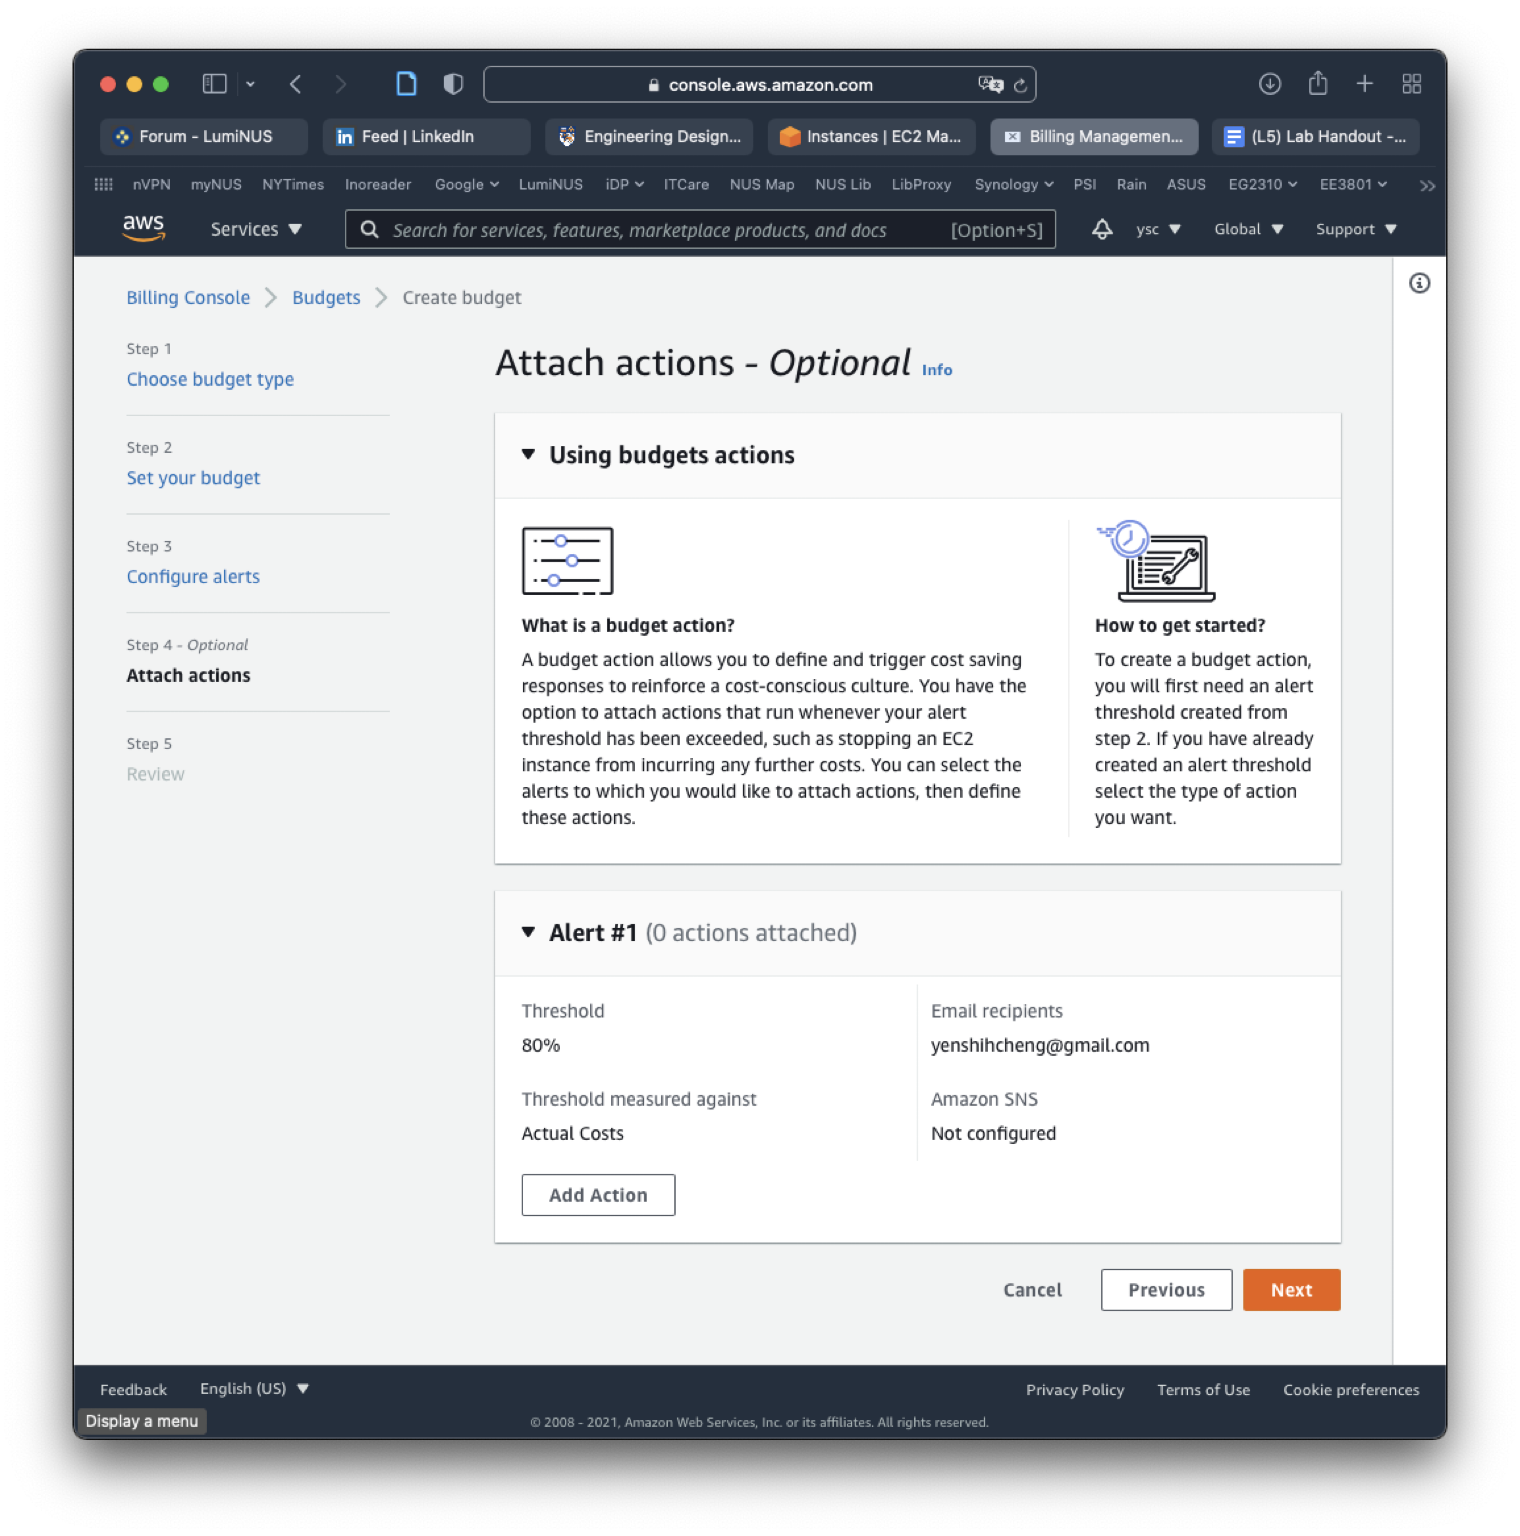 console.aws.amazon.com
Forum - LumiNUS
Feed | LinkedIn
Engineering Design...
Instances | EC2 Ma...
Billing Managemen...
(L5) Lab Handout -...
nVPN myNUS NYTimes Inoreader Google LumiNUS iDP ITCare NUS Map NUS Lib LibProxy Synology PSI Rain ASUS EG2310 EE3801
aws Services Search for services, features, marketplace products, and docs [Option+S] ysc Global Support
Billing Console Budgets Create budget
Step 1
Choose budget type
Step 2
Set your budget
Step 3
Configure alerts
Step 4 - Optional
Attach actions
Step 5
Review
Attach actions - Optional Info
Using budgets actions
What is a budget action?
A budget action allows you to define and trigger cost saving
responses to reinforce a cost-conscious culture. You have the
option to attach actions that run whenever your alert
threshold has been exceeded, such as stopping an EC2
instance from incurring any further costs. You can select the
alerts to which you would like to attach actions, then define
these actions.
How to get started?
To create a budget action,
you will first need an alert
threshold created from
step 2. If you have already
created an alert threshold
select the type of action
you want.
Alert #1 (0 actions attached)
Threshold
80%
Threshold measured against
Actual Costs
Email recipients
yenshihcheng@gmail.com
Amazon SNS
Not configured
Add Action
Cancel Previous Next
Feedback English (US) Privacy Policy Terms of Use Cookie preferences
Display a menu
© 2008 - 2021, Amazon Web Services, Inc. or its affiliates. All rights reserved.